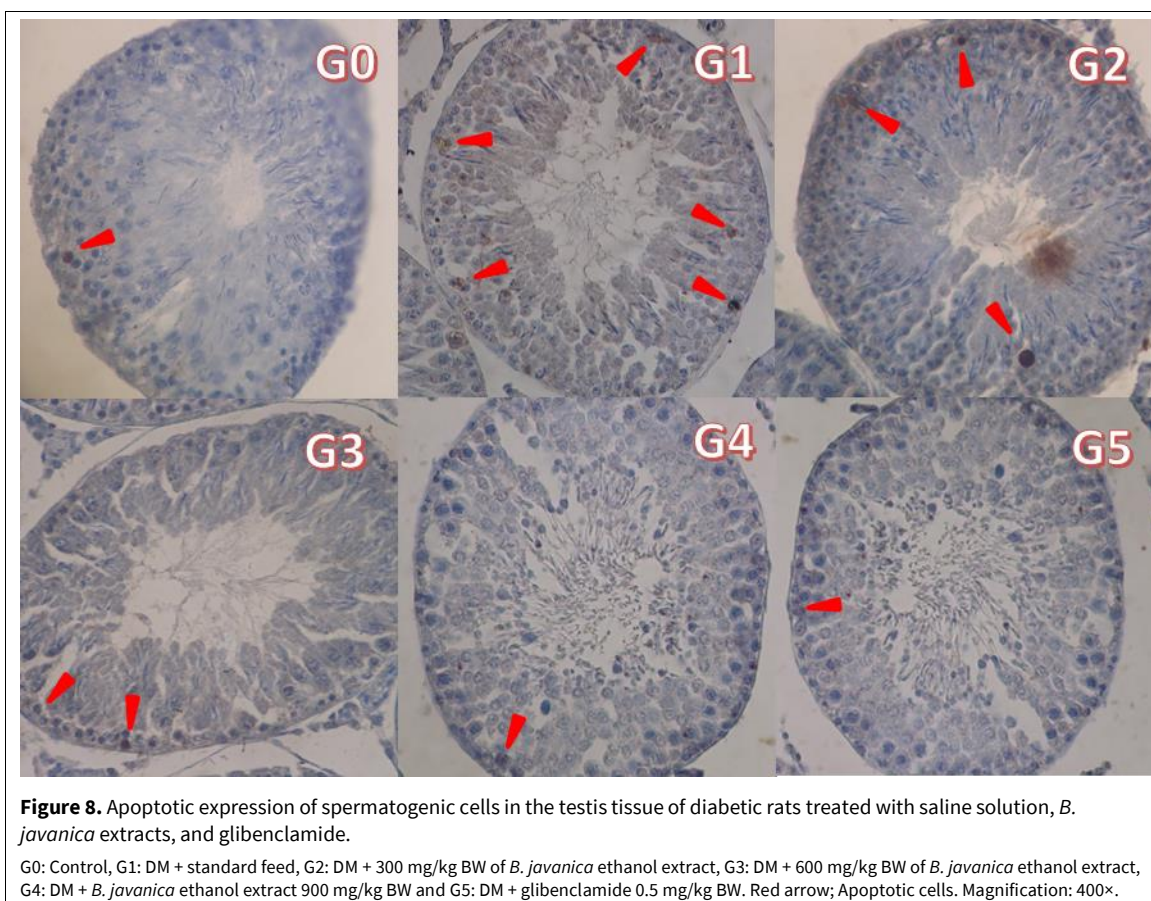 G0
G1
G2
G3
G4
G5
Figure 8. Apoptotic expression of spermatogenic cells in the testis tissue of diabetic rats treated with saline solution, B.
javanica extracts, and glibenclamide.
G0: Control, G1: DM + standard feed, G2: DM + 300 mg/kg BW of B. javanica ethanol extract, G3: DM + 600 mg/kg BW of B. javanica ethanol extract,
G4: DM + B. javanica ethanol extract 900 mg/kg BW and G5: DM + glibenclamide 0.5 mg/kg BW. Red arrow; Apoptotic cells. Magnification: 400×.